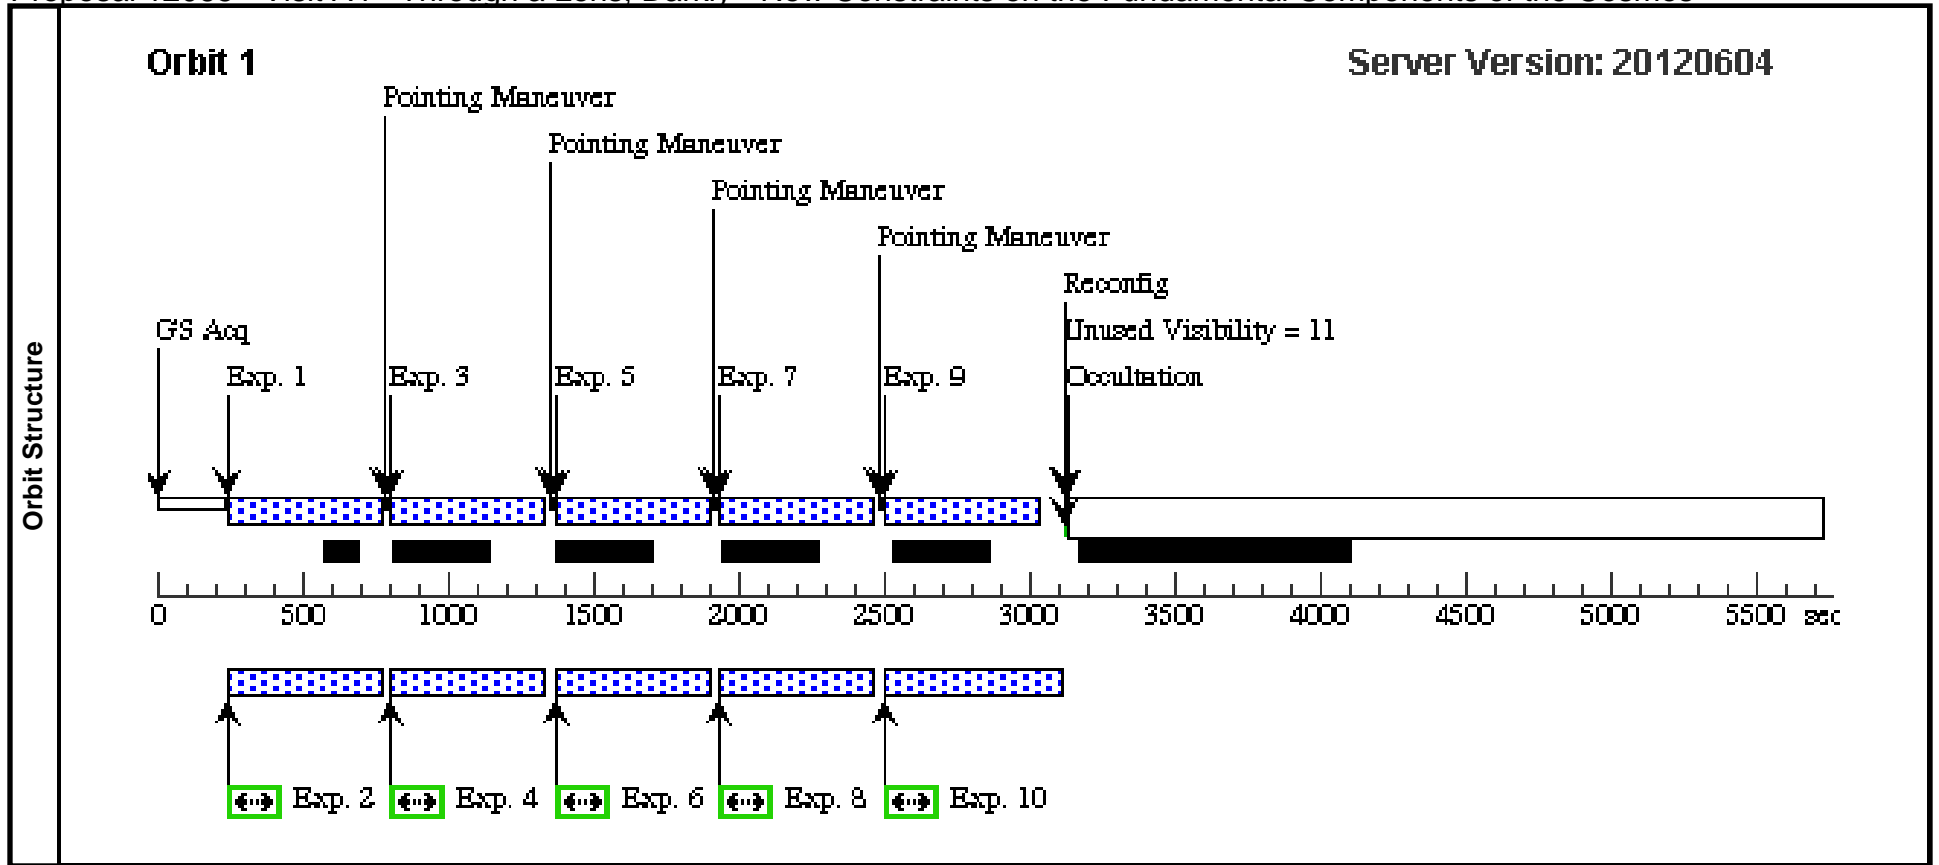 Orbit 1
Server Version: 20120604
Pointing Maneuver
Pointing Maneuver
Pointing Maneuver
Pointing Maneuver
Reconfig
GS Acq
Unused Visibility = 11
Exp. 1
Exp. 3
Exp. 5
Exp. 7
Exp. 9
Occultation
Orbit Structure
0 500 1000 1500 2000 2500 3000 3500 4000 4500 5000 5500 sec
Exp. 2
Exp. 4
Exp. 6
Exp. 8
Exp. 10